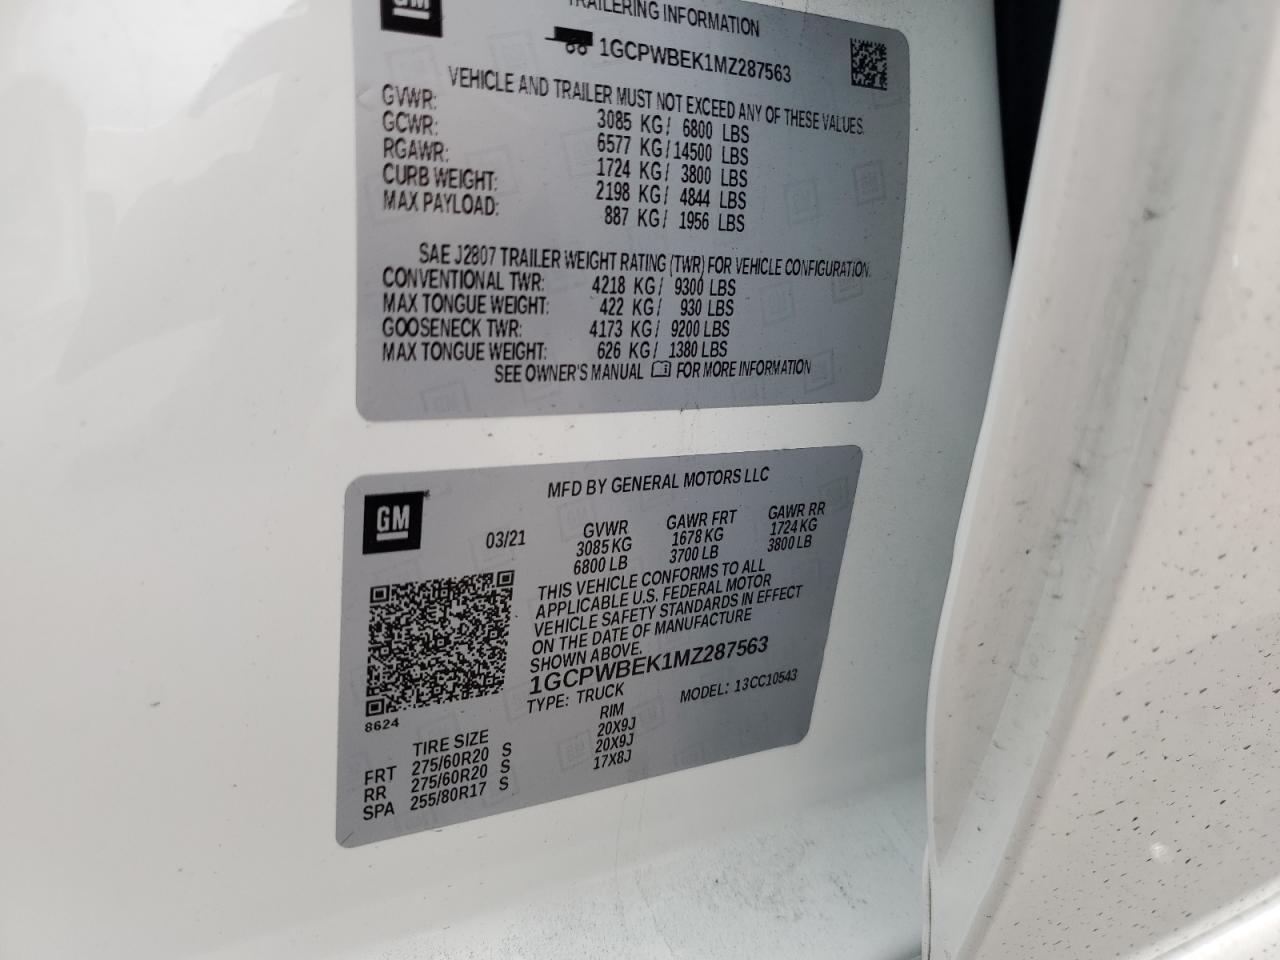 GM
TRAILERING INFORMATION
1GCPWBEK1MZ287563
VEHICLE AND TRAILER MUST NOT EXCEED ANY OF THESE VALUES.
GVWR: 3085 KG/ 6800 LBS
GCWR: 6577 KG/14500 LBS
RGAWR: 1724 KG/ 3800 LBS
CURB WEIGHT: 2198 KG/ 4844 LBS
MAX PAYLOAD: 887 KG/ 1956 LBS
SAE J2807 TRAILER WEIGHT RATING (TWR) FOR VEHICLE CONFIGURATION.
CONVENTIONAL TWR: 4218 KG/ 9300 LBS
MAX TONGUE WEIGHT: 422 KG/ 930 LBS
GOOSENECK TWR: 4173 KG/ 9200 LBS
MAX TONGUE WEIGHT: 626 KG/ 1380 LBS
SEE OWNER'S MANUAL FOR MORE INFORMATION
GM
MFD BY GENERAL MOTORS LLC
03/21 GVWR GAWR FRT GAWR RR
3085 KG 1678 KG 1724 KG
6800 LB 3700 LB 3800 LB
THIS VEHICLE CONFORMS TO ALL
APPLICABLE U.S. FEDERAL MOTOR
VEHICLE SAFETY STANDARDS IN EFFECT
ON THE DATE OF MANUFACTURE
SHOWN ABOVE.
1GCPWBEK1MZ287563
TYPE: TRUCK MODEL: 13CC10543
8624
TIRE SIZE RIM
FRT 275/60R20 S 20X9J
RR 275/60R20 S 20X9J
SPA 255/80R17 S 17X8J